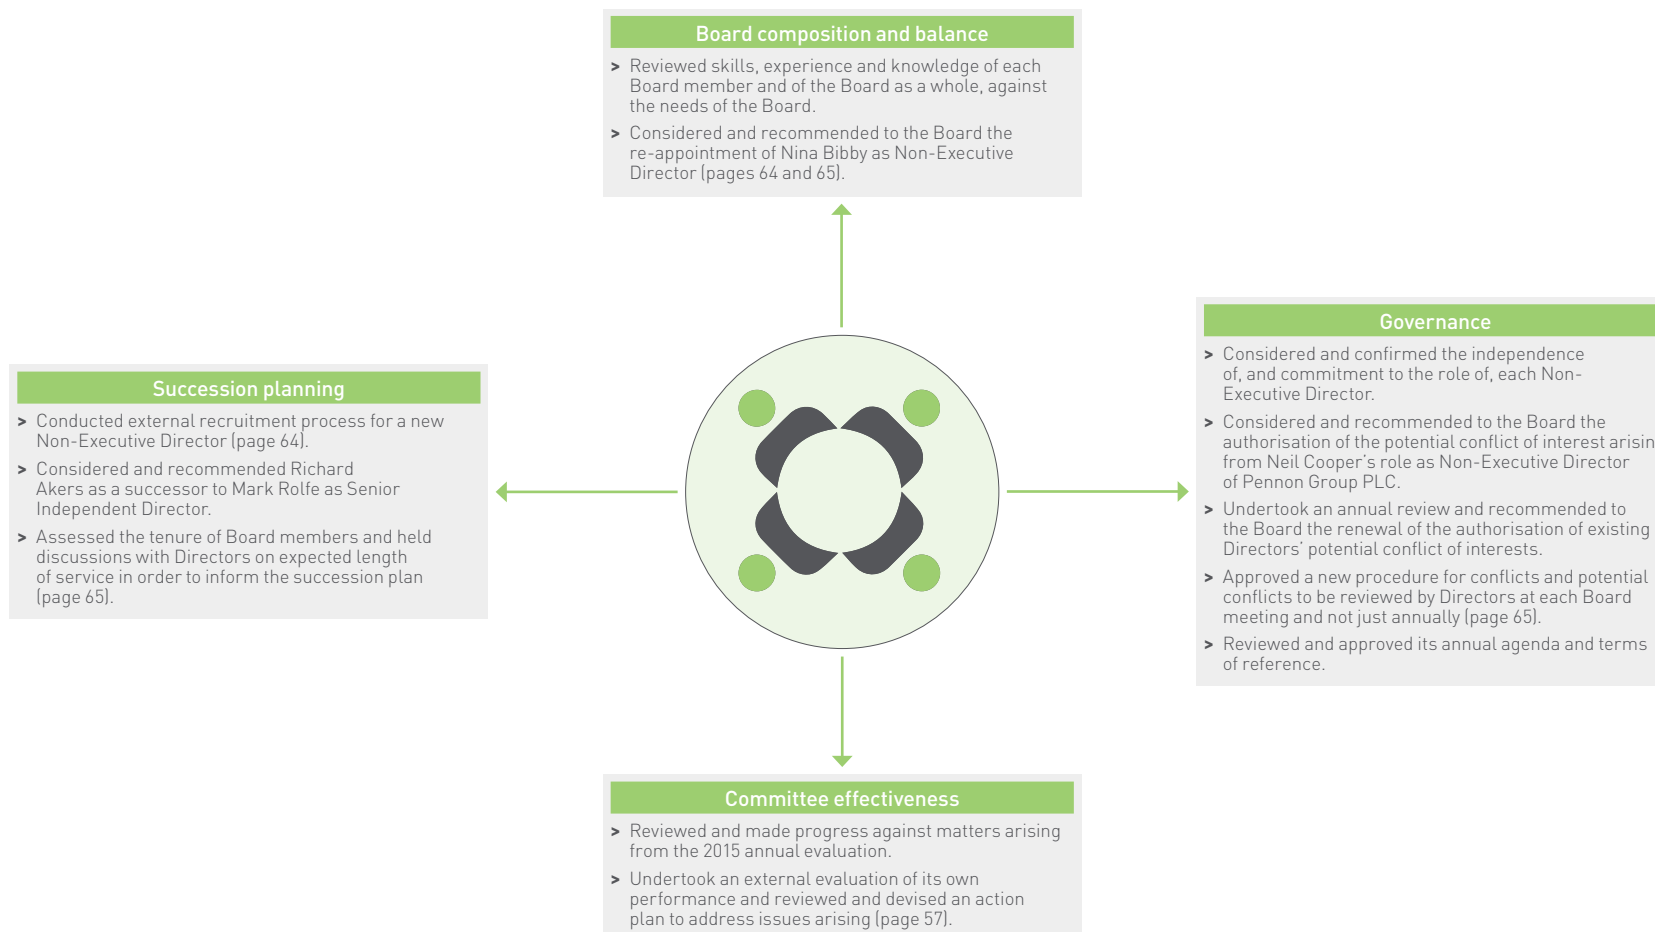 Board composition and balance
> Reviewed skills, experience and knowledge of each
Board member and of the Board as a whole, against
the needs of the Board.
> Considered and recommended to the Board the
re-appointment of Nina Bibby as Non-Executive
Director (pages 64 and 65).
Succession planning
> Conducted external recruitment process for a new
Non-Executive Director (page 64).
> Considered and recommended Richard
Akers as a successor to Mark Rolfe as Senior
Independent Director.
> Assessed the tenure of Board members and held
discussions with Directors on expected length
of service in order to inform the succession plan
(page 65).
Governance
> Considered and confirmed the independence
of, and commitment to the role of, each Non-
Executive Director.
> Considered and recommended to the Board the
authorisation of the potential conflict of interest arisin
from Neil Cooper's role as Non-Executive Director
of Pennon Group PLC.
> Undertook an annual review and recommended to
the Board the renewal of the authorisation of existing
Directors' potential conflict of interests.
> Approved a new procedure for conflicts and potential
conflicts to be reviewed by Directors at each Board
meeting and not just annually (page 65).
> Reviewed and approved its annual agenda and terms
of reference.
Committee effectiveness
> Reviewed and made progress against matters arising
from the 2015 annual evaluation.
> Undertook an external evaluation of its own
performance and reviewed and devised an action
plan to address issues arising (page 57).